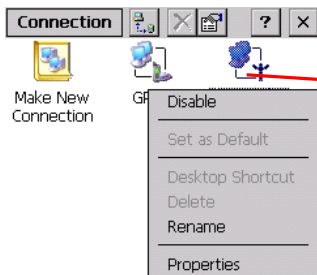 Connection
?
×
Make New
Connection
GP
Disable
Set as Default
Desktop Shortcut
Delete
Rename
Properties